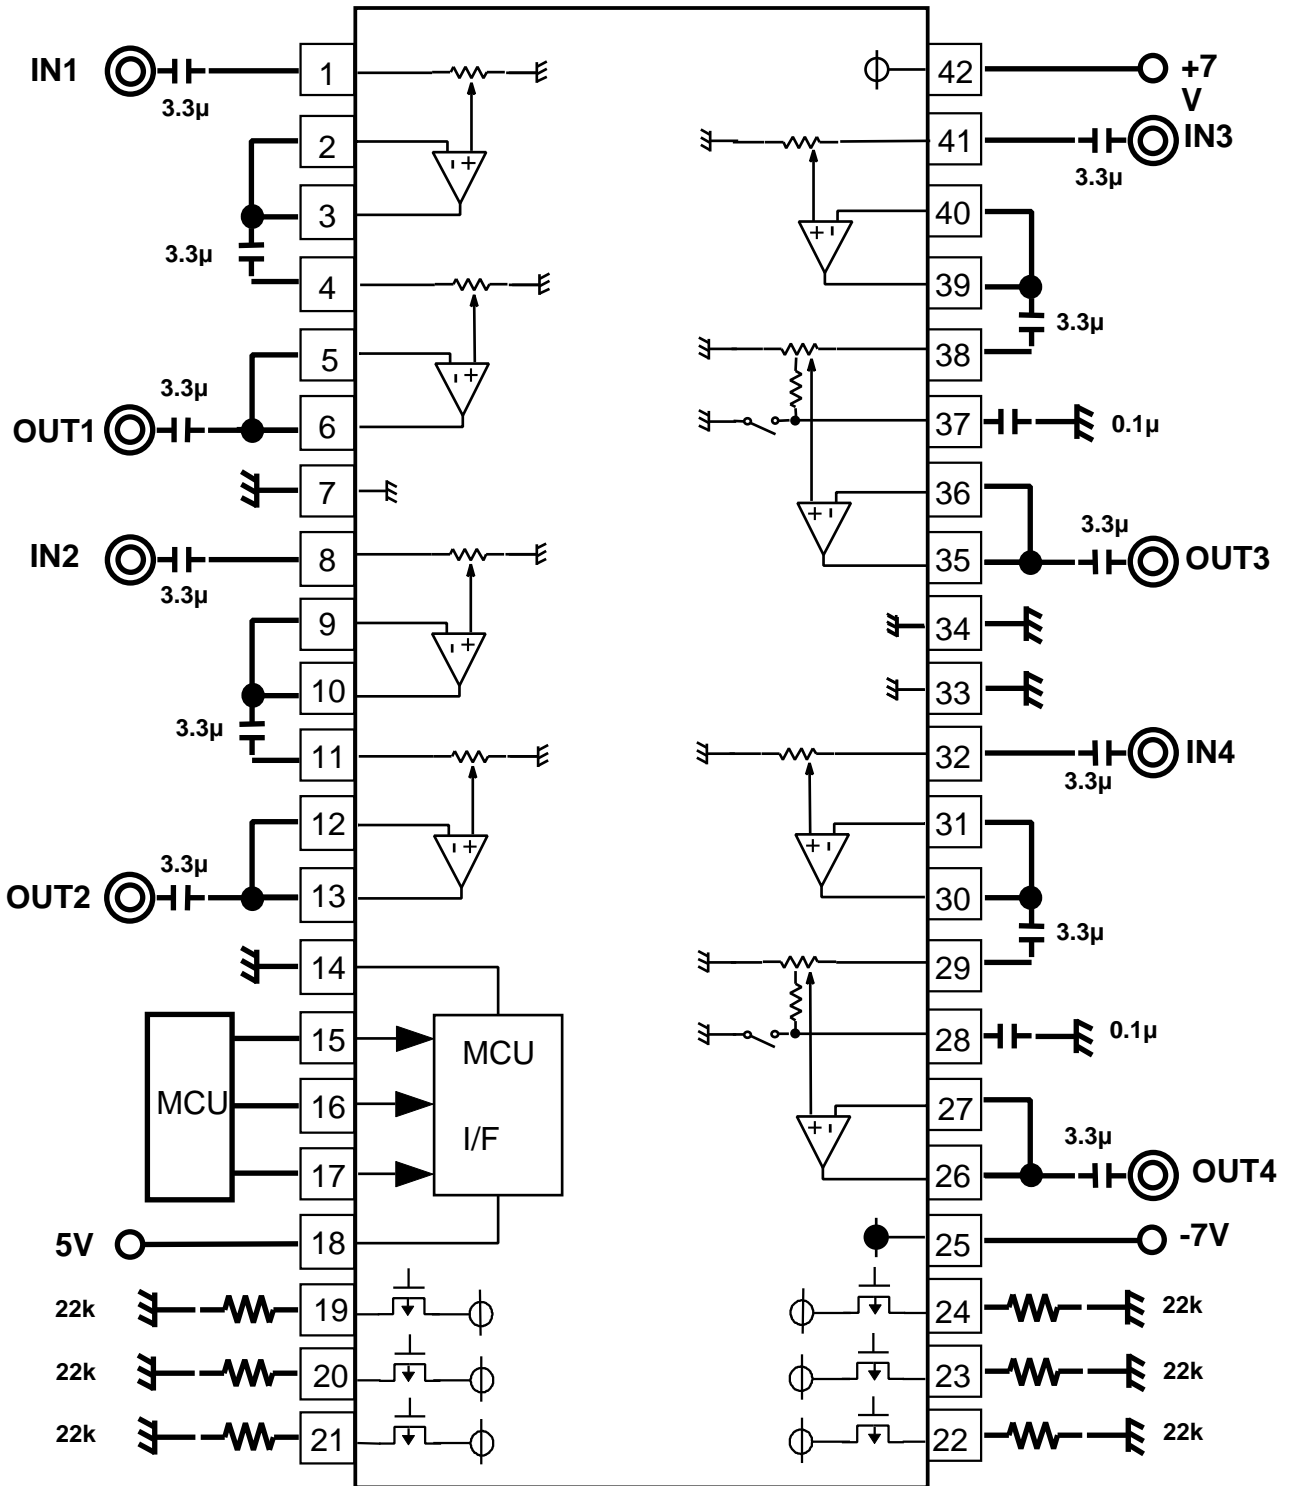 IN1
3.3µ
1
2
3
3.3µ
4
5
3.3µ
OUT1
6
7
IN2
3.3µ
8
9
10
3.3µ
11
12
3.3µ
OUT2
13
14
MCU
15
16
17
MCU
I/F
5V
18
22k
19
22k
20
22k
21
42
+7
V
41
IN3
3.3µ
40
39
3.3µ
38
37
0.1µ
36
3.3µ
35
OUT3
34
33
32
IN4
3.3µ
31
30
3.3µ
29
28
0.1µ
27
3.3µ
26
OUT4
25
-7V
24
22k
23
22k
22
22k
- +
- +
- +
- +
+ -
+ -
+ -
+ -